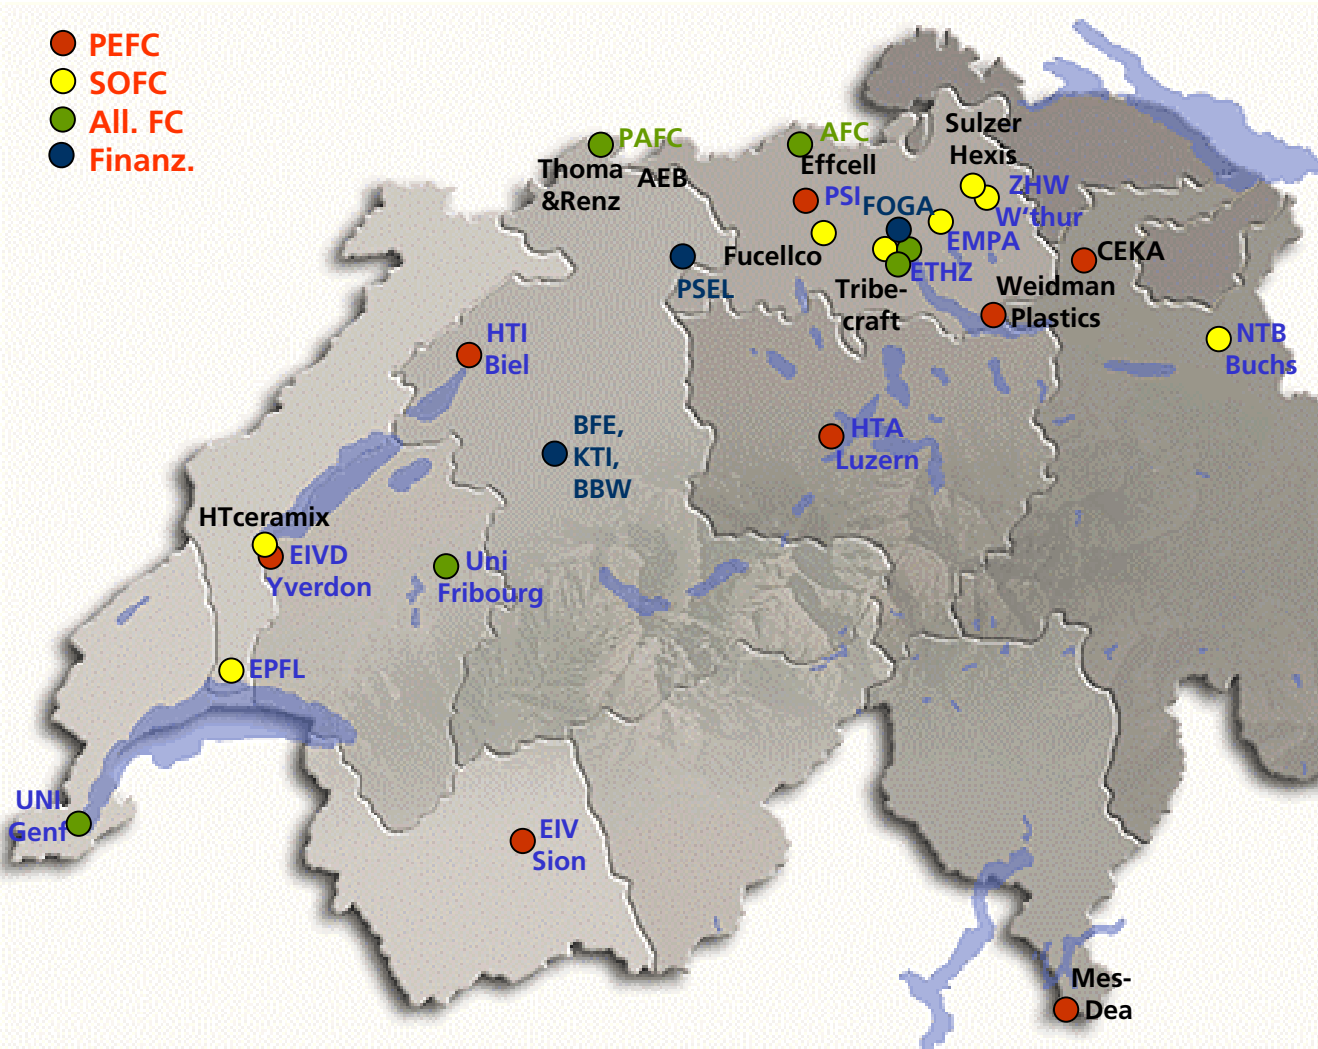 PEFC
SOFC
All. FC
Finanz.
PAFC
Thoma
&Renz
AEB
AFC
Effcell
Sulzer
Hexis
PSI
FOGA
ZHW
W‘thur
EMPA
Fucellco
ETHZ
CEKA
PSEL
Tribe-
craft
Weidman
Plastics
HTI
Biel
NTB
Buchs
BFE,
KTI,
BBW
HTA
Luzern
HTceramix
EIVD
Yverdon
Uni
Fribourg
EPFL
UNI
Genf
EIV
Sion
Mes-
Dea